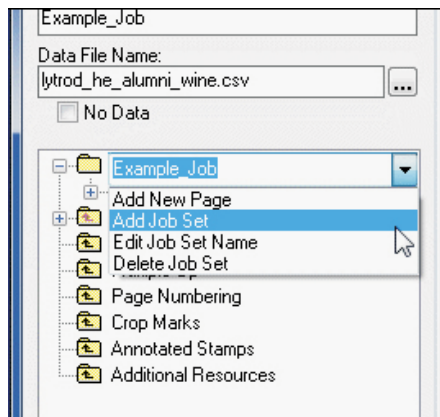 Example_Job
Data File Name:
lytrod_he_alumni_wine.csv
...
No Data
Example_Job
Add New Page
Add Job Set
Edit Job Set Name
Delete Job Set
Page Numbering
Crop Marks
Annotated Stamps
Additional Resources